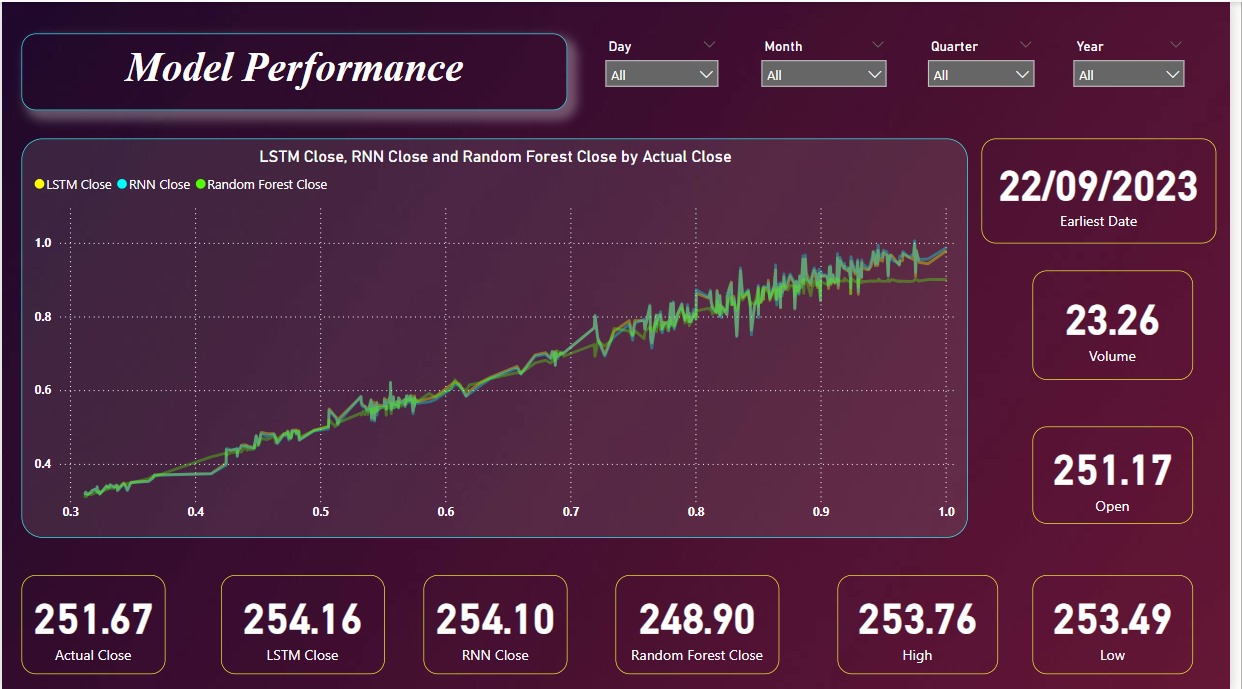 Model Performance
Day
Month
Quarter
Year
All
All
All
All
LSTM Close, RNN Close and Random Forest Close by Actual Close
LSTM Close RNN Close Random Forest Close
1.0
0.8
0.6
0.4
0.3 0.4 0.5 0.6 0.7 0.8 0.9 1.0
22/09/2023
Earliest Date
23.26
Volume
251.17
Open
251.67
Actual Close
254.16
LSTM Close
254.10
RNN Close
248.90
Random Forest Close
253.76
High
253.49
Low